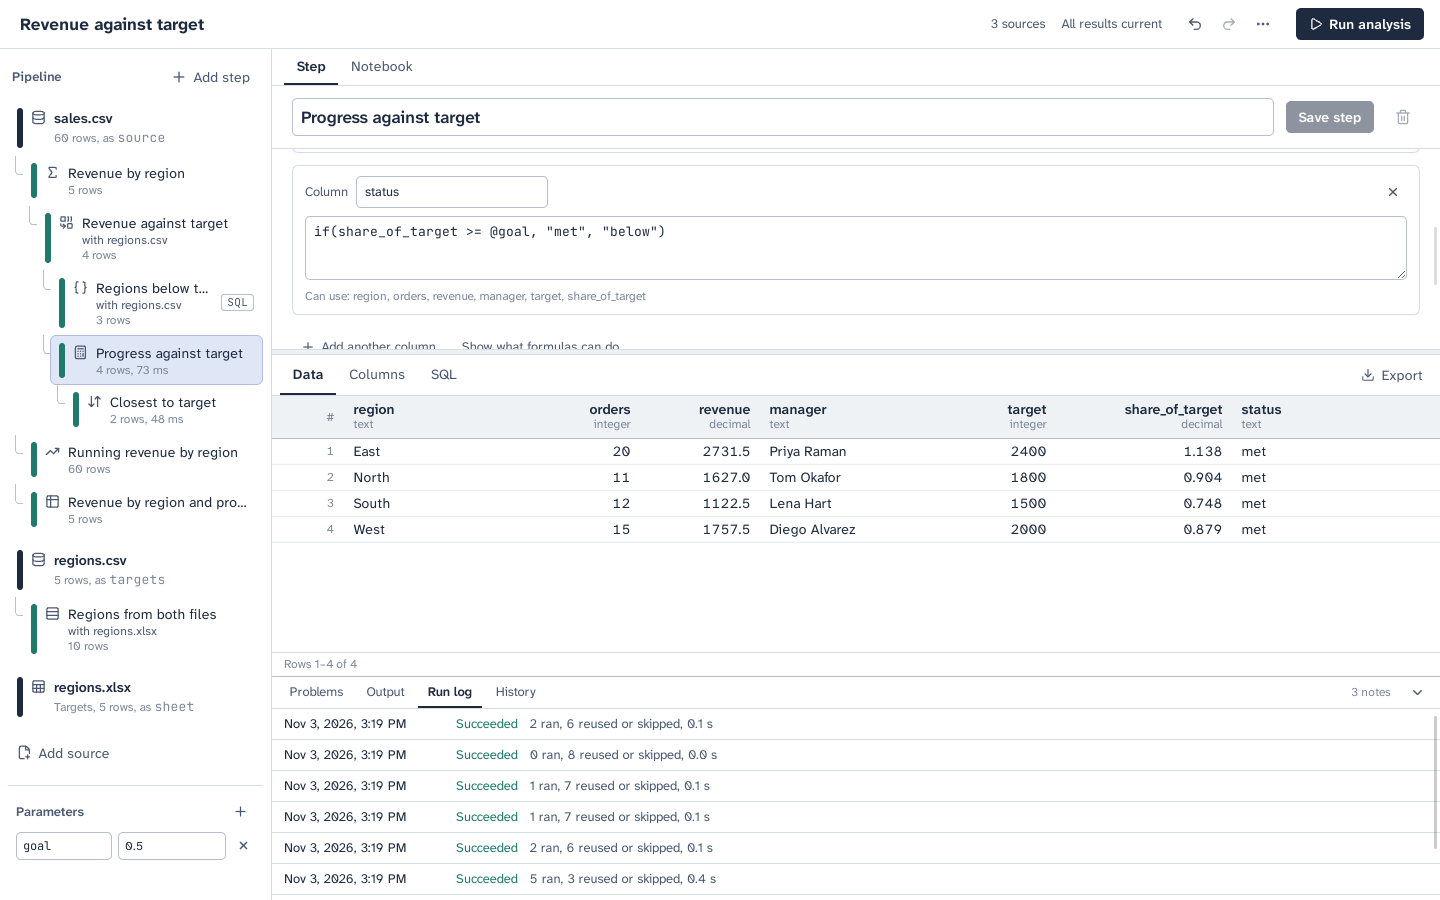 Revenue against target
3 sources
All results current
Run analysis
Pipeline
Add step
sales.csv
60 rows, as source
Revenue by region
5 rows
Revenue against target
with regions.csv
4 rows
Regions below t...
with regions.csv
3 rows
SQL
Progress against target
4 rows, 73 ms
Closest to target
2 rows, 48 ms
Running revenue by region
60 rows
Revenue by region and pro...
5 rows
regions.csv
5 rows, as targets
Regions from both files
with regions.xlsx
10 rows
regions.xlsx
Targets, 5 rows, as sheet
Add source
Parameters
goal 0.5
Step Notebook
Progress against target
Save step
Column status
if(share_of_target >= @goal, "met", "below")
Can use: region, orders, revenue, manager, target, share_of_target
Add another column Show what formulas can do
Data Columns SQL
Export
# region orders revenue manager target share_of_target status
text integer decimal text integer decimal text
1 East 20 2731.5 Priya Raman 2400 1.138 met
2 North 11 1627.0 Tom Okafor 1800 0.904 met
3 South 12 1122.5 Lena Hart 1500 0.748 met
4 West 15 1757.5 Diego Alvarez 2000 0.879 met
Rows 1–4 of 4
Problems Output Run log History
3 notes
Nov 3, 2026, 3:19 PM Succeeded 2 ran, 6 reused or skipped, 0.1 s
Nov 3, 2026, 3:19 PM Succeeded 0 ran, 8 reused or skipped, 0.0 s
Nov 3, 2026, 3:19 PM Succeeded 1 ran, 7 reused or skipped, 0.1 s
Nov 3, 2026, 3:19 PM Succeeded 1 ran, 7 reused or skipped, 0.1 s
Nov 3, 2026, 3:19 PM Succeeded 2 ran, 6 reused or skipped, 0.1 s
Nov 3, 2026, 3:19 PM Succeeded 5 ran, 3 reused or skipped, 0.4 s